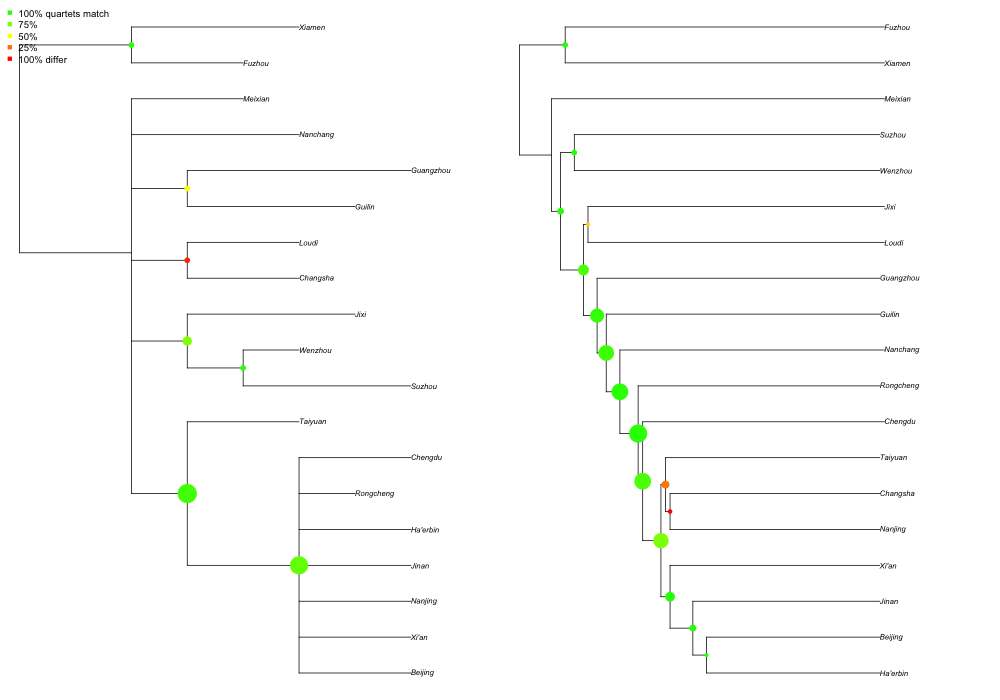 100% quartets match
75%
50%
25%
100% differ
Xiamen
Fuzhou
Meixian
Nanchang
Guangzhou
Guilin
Loudi
Changsha
Jixi
Wenzhou
Suzhou
Taiyuan
Chengdu
Rongcheng
Ha'erbin
Jinan
Nanjing
Xi'an
Beijing
Fuzhou
Xiamen
Meixian
Suzhou
Wenzhou
Jixi
Loudi
Guangzhou
Guilin
Nanchang
Rongcheng
Chengdu
Taiyuan
Changsha
Nanjing
Xi'an
Jinan
Beijing
Ha'erbin